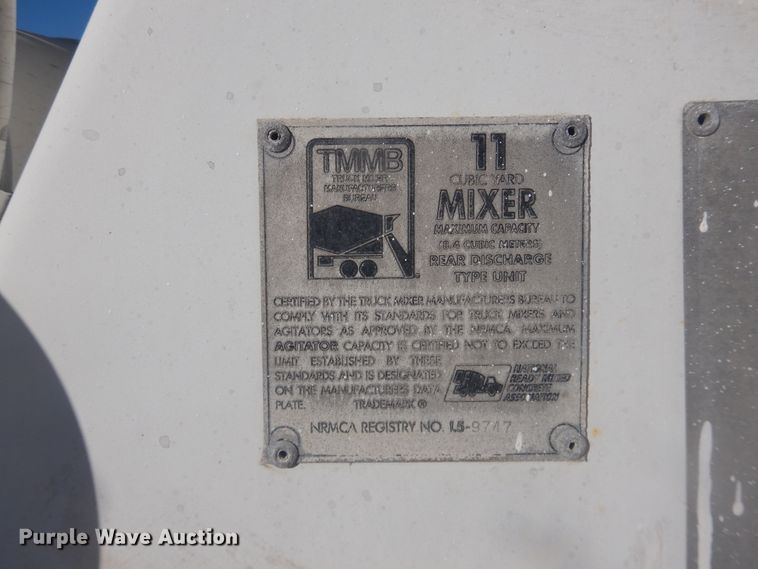 TMMB
TRUCK MIXER
MANUFACTURERS
BUREAU
11
CUBIC YARD
MIXER
MAXIMUM CAPACITY
(8.4 CUBIC METERS)
REAR DISCHARGE
TYPE UNIT
CERTIFIED BY THE TRUCK MIXER MANUFACTURERS BUREAU TO
COMPLY WITH ITS STANDARDS FOR TRUCK MIXERS AND
AGITATORS AS APPROVED BY THE NRMCA. MAXIMUM
AGITATOR CAPACITY IS CERTIFIED NOT TO EXCEED THE
LIMIT ESTABLISHED BY THESE
STANDARDS AND IS DESIGNATED
ON THE MANUFACTURERS DATA
PLATE. TRADEMARK ®
NATIONAL
READY MIXED
CONCRETE
ASSOCIATION
NRMCA REGISTRY NO. L5-9747
Purple Wave Auction